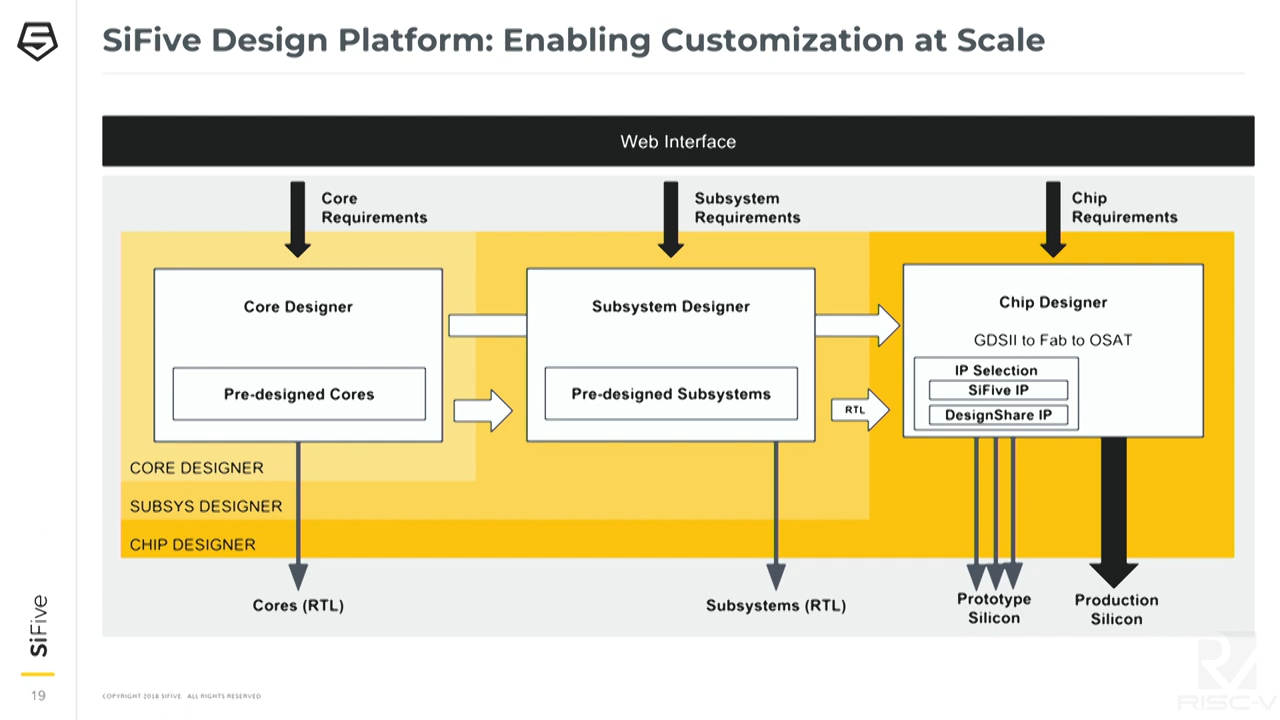 SiFive Design Platform: Enabling Customization at Scale
Web Interface
Core
Requirements
Subsystem
Requirements
Chip
Requirements
Core Designer
Pre-designed Cores
Subsystem Designer
Pre-designed Subsystems
Chip Designer
GDSII to Fab to OSAT
IP Selection
SiFive IP
DesignShare IP
RTL
CORE DESIGNER
SUBSYS DESIGNER
CHIP DESIGNER
Cores (RTL)
Subsystems (RTL)
Prototype
Silicon
Production
Silicon
SiFive
19
COPYRIGHT 2018 SIFIVE. ALL RIGHTS RESERVED
RISC-V